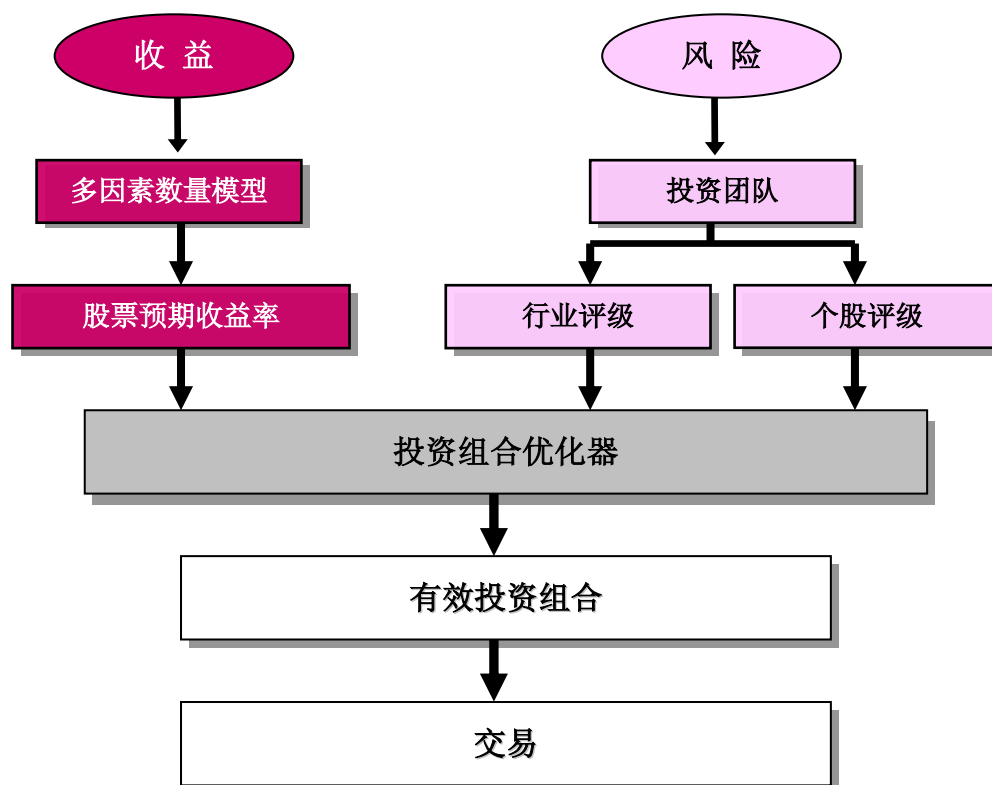 收 益
风 险
多因素数量模型
投资团队
股票预期收益率
行业评级
个股评级
投资组合优化器
有效投资组合
交易